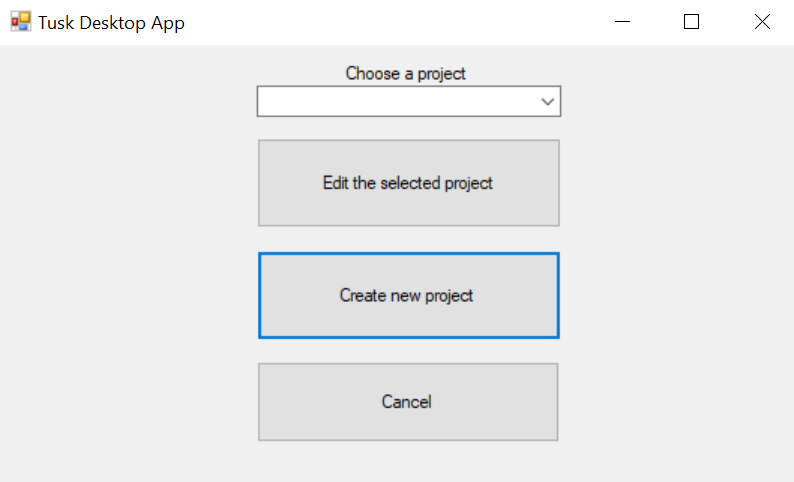 Tusk Desktop App
Choose a project
Edit the selected project
Create new project
Cancel